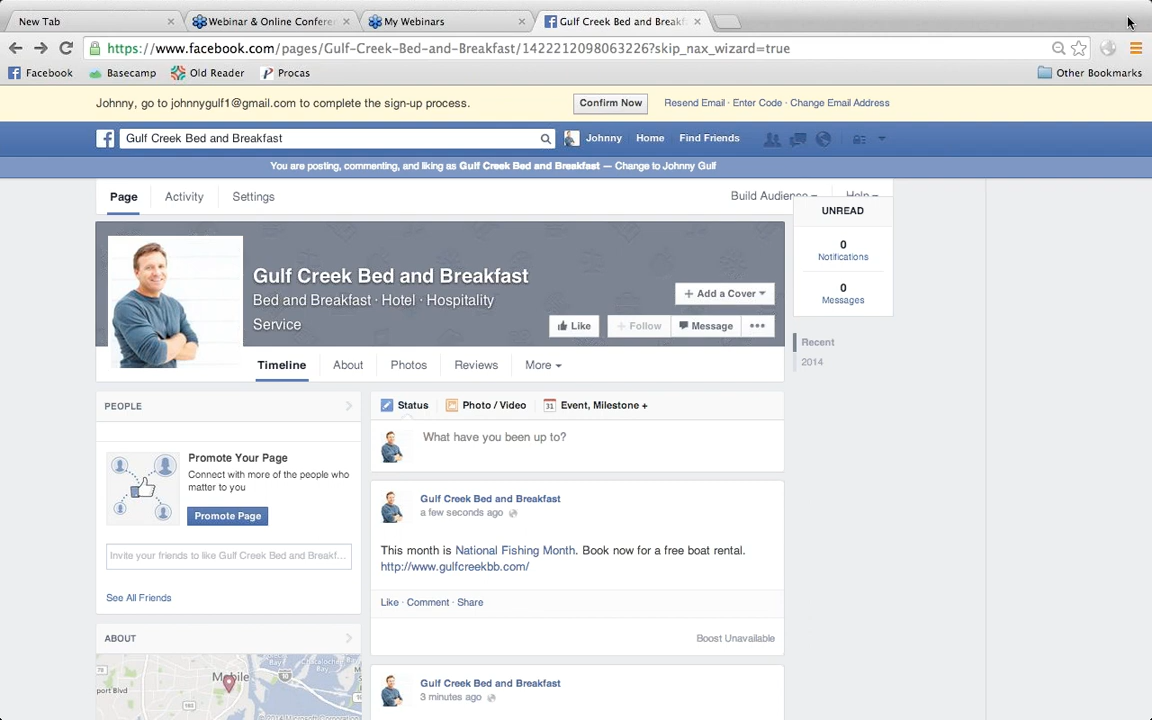 New Tab
Webinar & Online Conferen
My Webinars
Gulf Creek Bed and Breakf
https://www.facebook.com/pages/Gulf-Creek-Bed-and-Breakfast/1422212098063226?skip_nax_wizard=true
Facebook Basecamp Old Reader Procas Other Bookmarks
Johnny, go to johnnygulf1@gmail.com to complete the sign-up process. Confirm Now Resend Email · Enter Code · Change Email Address
Gulf Creek Bed and Breakfast Johnny Home Find Friends
You are posting, commenting, and liking as Gulf Creek Bed and Breakfast — Change to Johnny Gulf
Page Activity Settings Build Audience Help
UNREAD
0
Notifications
0
Messages
Recent
2014
Gulf Creek Bed and Breakfast
Bed and Breakfast · Hotel · Hospitality
Service
+ Add a Cover
Like + Follow Message •••
Timeline About Photos Reviews More
PEOPLE
Promote Your Page
Connect with more of the people who
matter to you
Promote Page
Invite your friends to like Gulf Creek Bed and Breakf...
See All Friends
ABOUT
Mobile
port Blvd
Status Photo / Video 31 Event, Milestone +
What have you been up to?
Gulf Creek Bed and Breakfast
a few seconds ago
This month is National Fishing Month. Book now for a free boat rental.
http://www.gulfcreekbb.com/
Like · Comment · Share
Boost Unavailable
Gulf Creek Bed and Breakfast
3 minutes ago